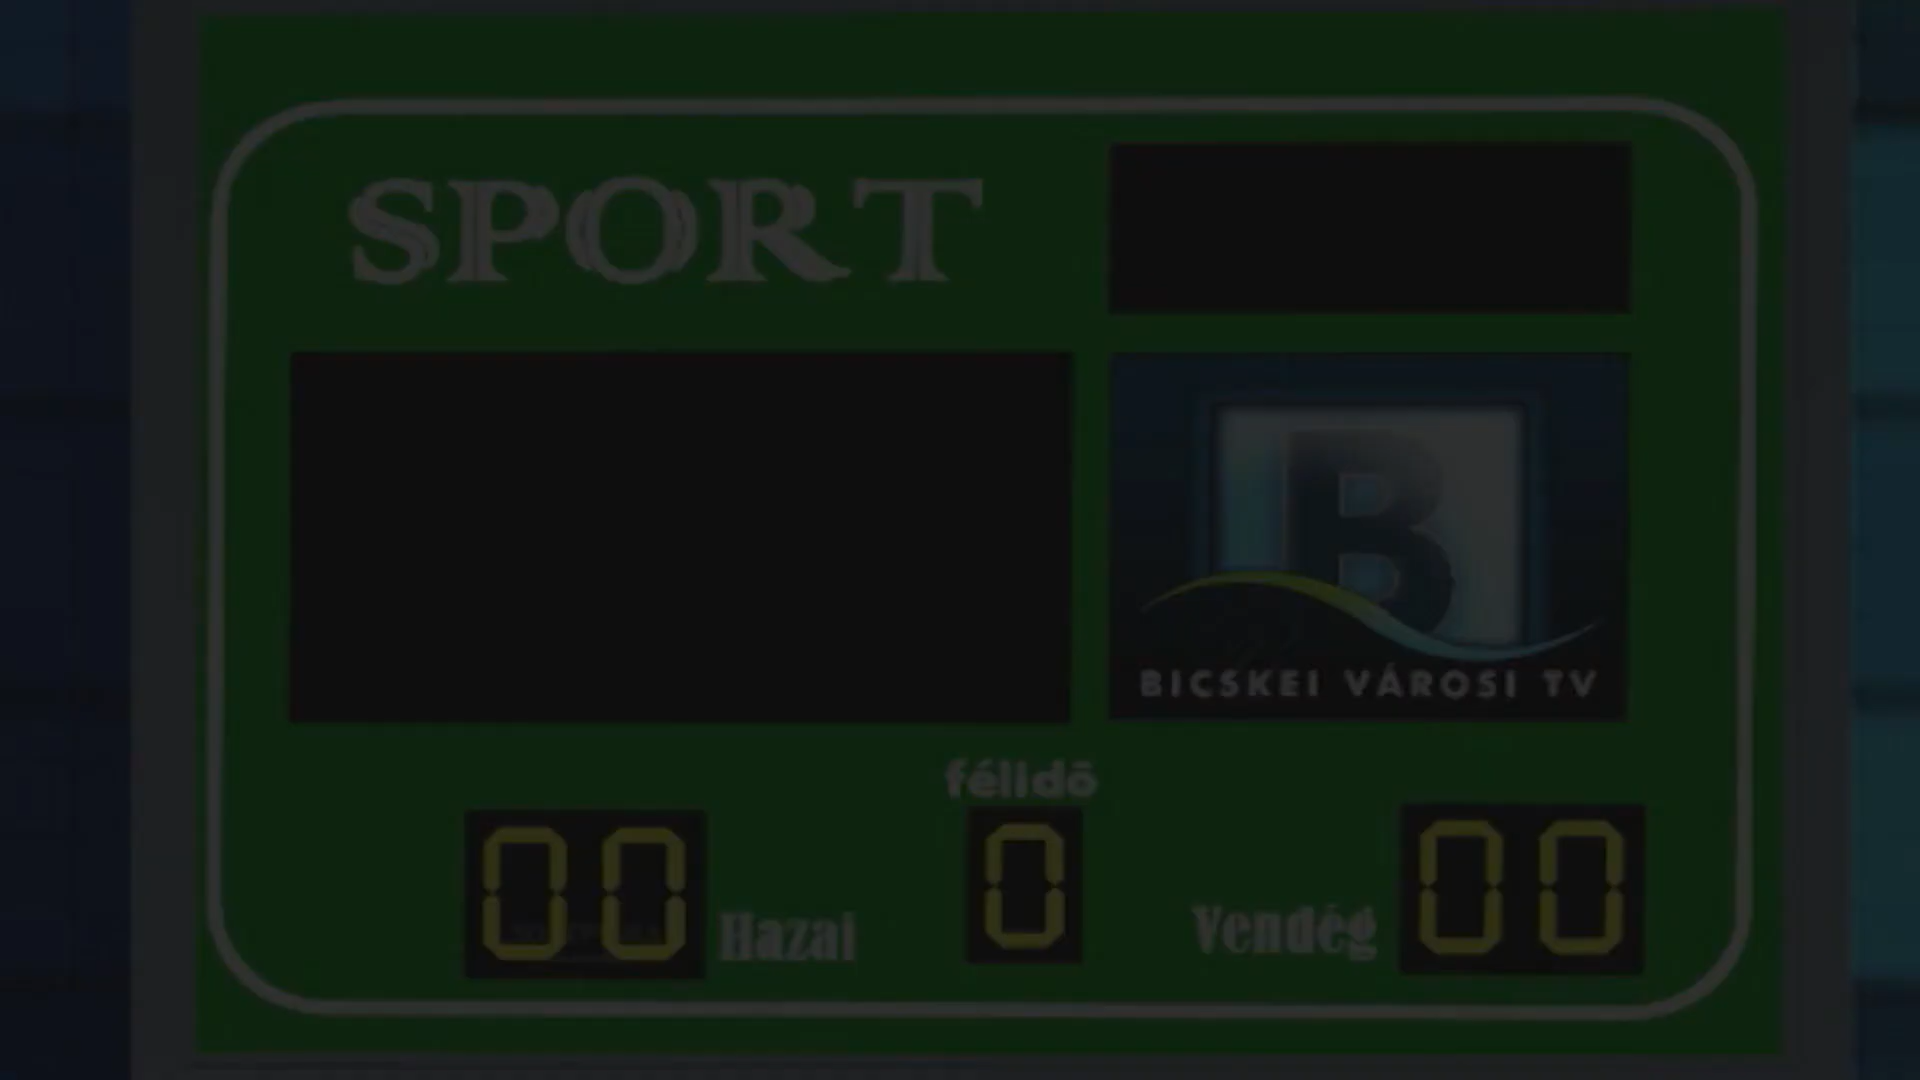 SPORT
B
BICSKEI VÁROSI TV
félidő
00 Hazai 0 Vendég 00